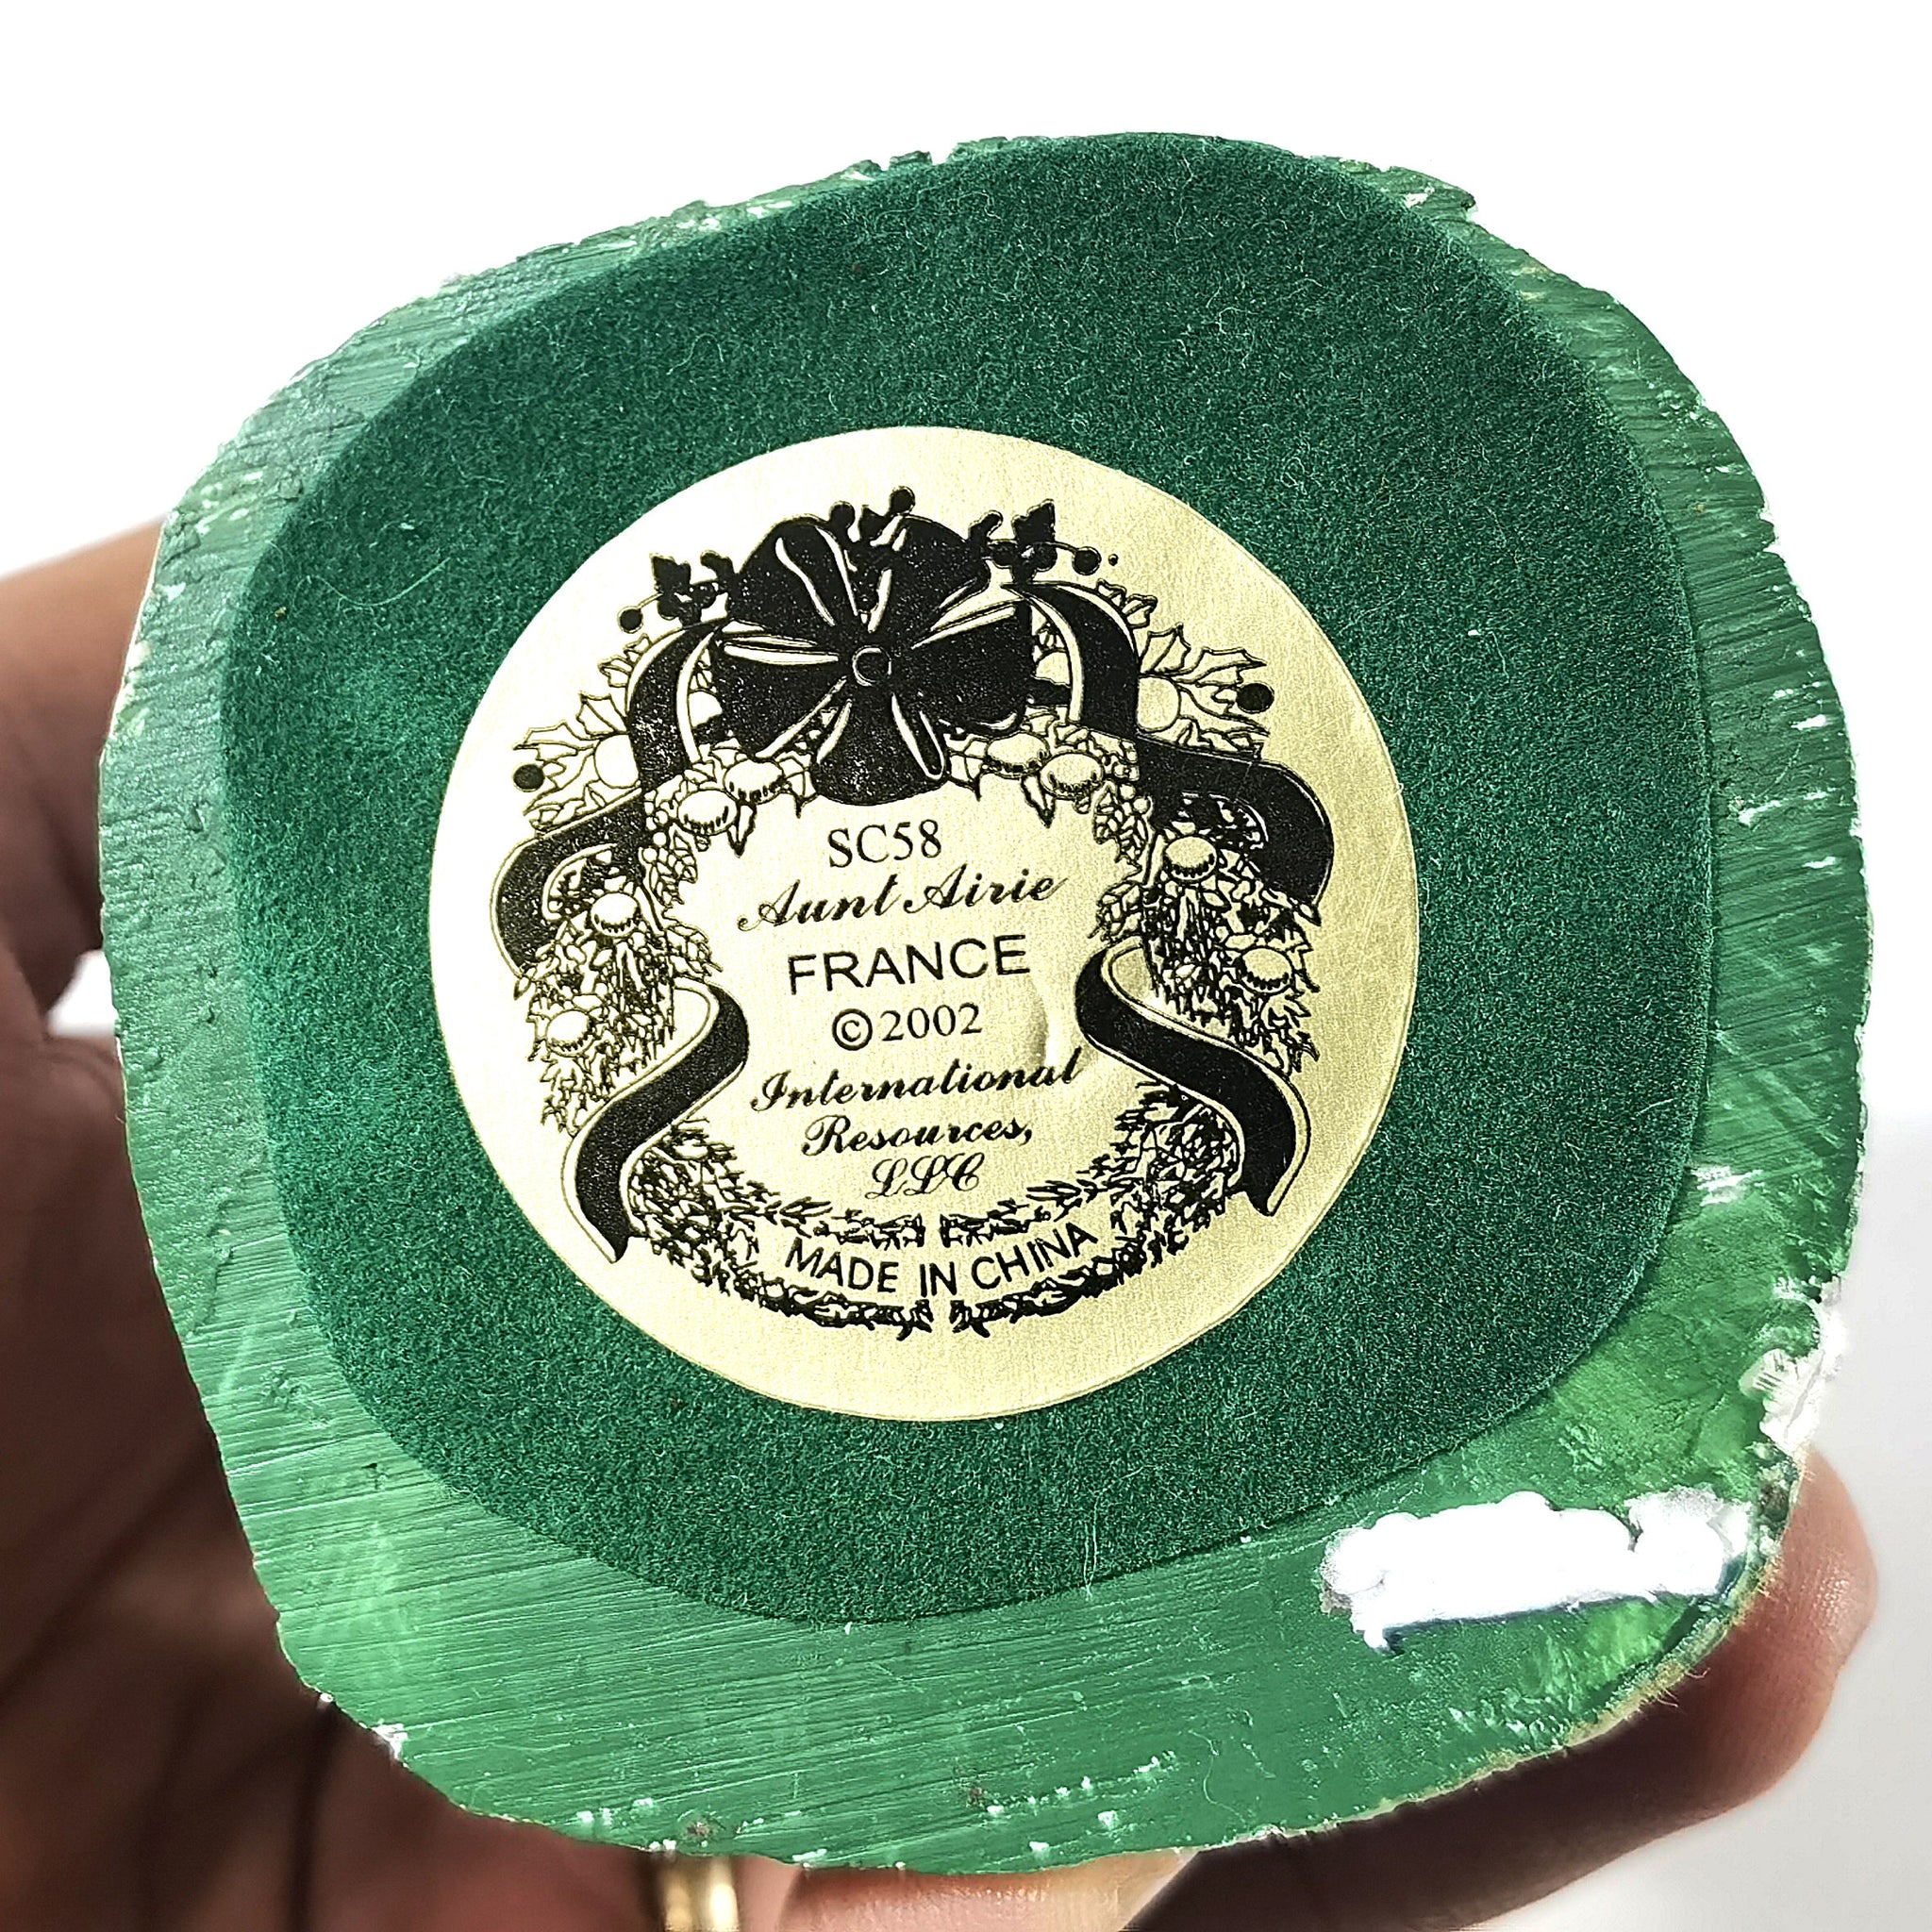 SC58
Aunt Airie
FRANCE
©2002
International
Resources,
LLC
MADE IN CHINA